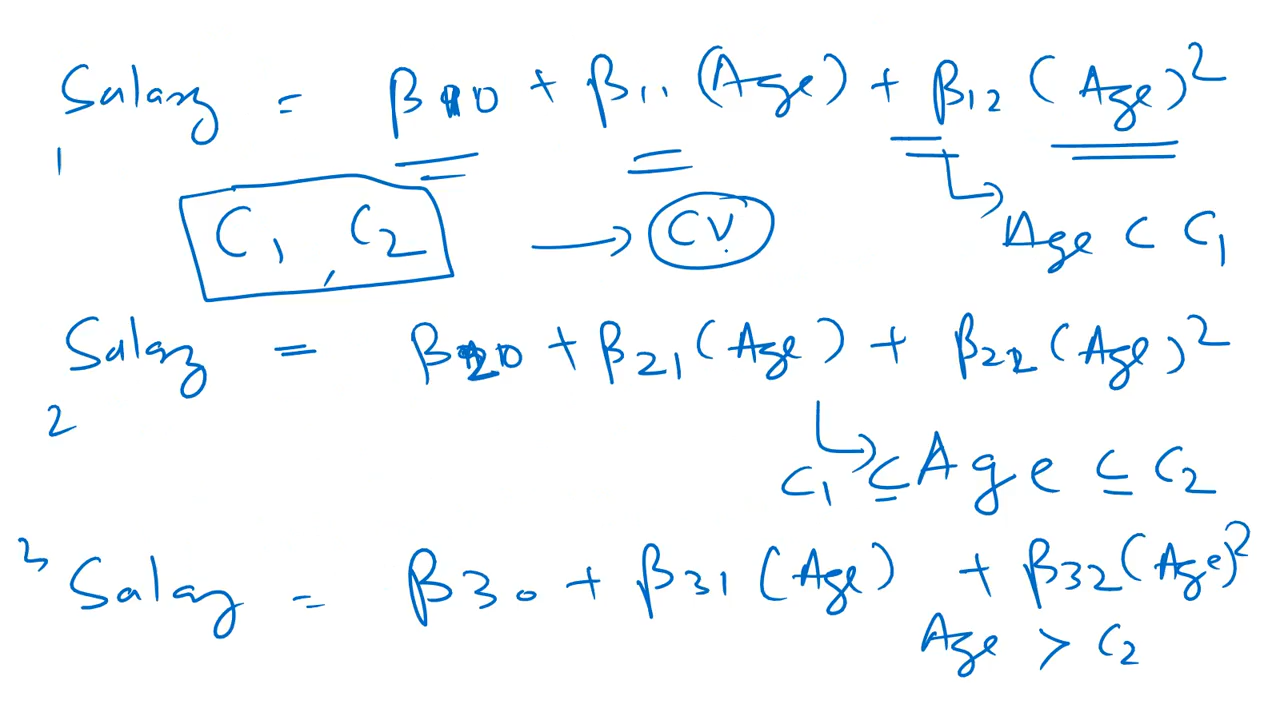 Salary = β10 + β11 (Age) + β12 (Age)²
1
C1, C2 → CV
Age < C1
Salary = β20 + β21 (Age) + β22 (Age)²
2
C1 ≤ Age ≤ C2
3 Salary = β30 + β31 (Age) + β32 (Age)²
Age > C2